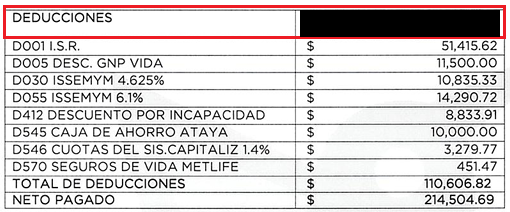 DEDUCCIONES
D001 I.S.R. $ 51,415.62
D005 DESC. GNP VIDA $ 11,500.00
D030 ISSEMYM 4.625% $ 10,835.33
D055 ISSEMYM 6.1% $ 14,290.72
D412 DESCUENTO POR INCAPACIDAD $ 8,833.91
D545 CAJA DE AHORRO ATAYA $ 10,000.00
D546 CUOTAS DEL SIS.CAPITALIZ 1.4% $ 3,279.77
D570 SEGUROS DE VIDA METLIFE $ 451.47
TOTAL DE DEDUCCIONES $ 110,606.82
NETO PAGADO $ 214,504.69